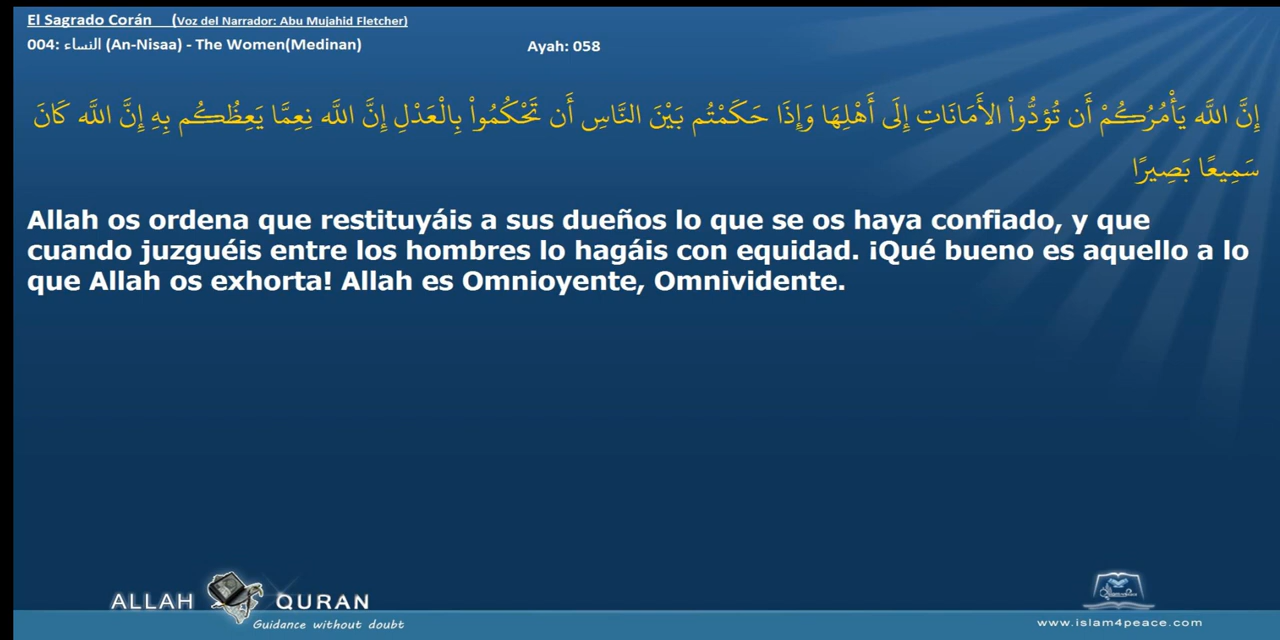 El Sagrado Corán (Voz del Narrador: Abu Mujahid Fletcher)
004: النساء (An-Nisaa) - The Women(Medinan) Ayah: 058
إِنَّ اللَّه يَأْمُرُكُمْ أَن تُؤدُّواْ الأَمَانَاتِ إِلَى أَهْلِهَا وَإِذَا حَكَمْتُم بَيْنَ النَّاسِ أَن تَحْكُمُواْ بِالْعَدْلِ إِنَّ اللَّه نِعِمَّا يَعِظُكُم بِهِ إِنَّ اللَّه كَانَ
سَمِيعًا بَصِيرًا
Allah os ordena que restituyáis a sus dueños lo que se os haya confiado, y que
cuando juzguéis entre los hombres lo hagáis con equidad. ¡Qué bueno es aquello a lo
que Allah os exhorta! Allah es Omnioyente, Omnividente.
ALLAH QURAN
Guidance without doubt
www.islam4peace.com